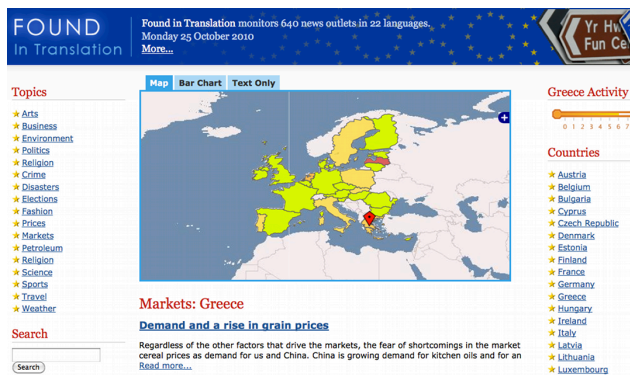 FOUND
in Translation
Found in Translation monitors 640 news outlets in 22 languages.
Monday 25 October 2010
More...
Yr
Fun Ce
Topics
Arts
Business
Environment
Politics
Religion
Crime
Disasters
Elections
Fashion
Prices
Markets
Petroleum
Religion
Science
Sports
Travel
Weather
Search
Search
Map
Bar Chart
Text Only
+
Markets: Greece
Demand and a rise in grain prices
Regardless of the other factors that drive the markets, the fear of shortcomings in the market
cereal prices as demand for us and China. China is growing demand for kitchen oils and for an
Read more...
Greece Activity
0 1 2 3 4 5 6 7
Countries
Austria
Belgium
Bulgaria
Cyprus
Czech Republic
Denmark
Estonia
Finland
France
Germany
Greece
Hungary
Ireland
Italy
Latvia
Lithuania
Luxembourg